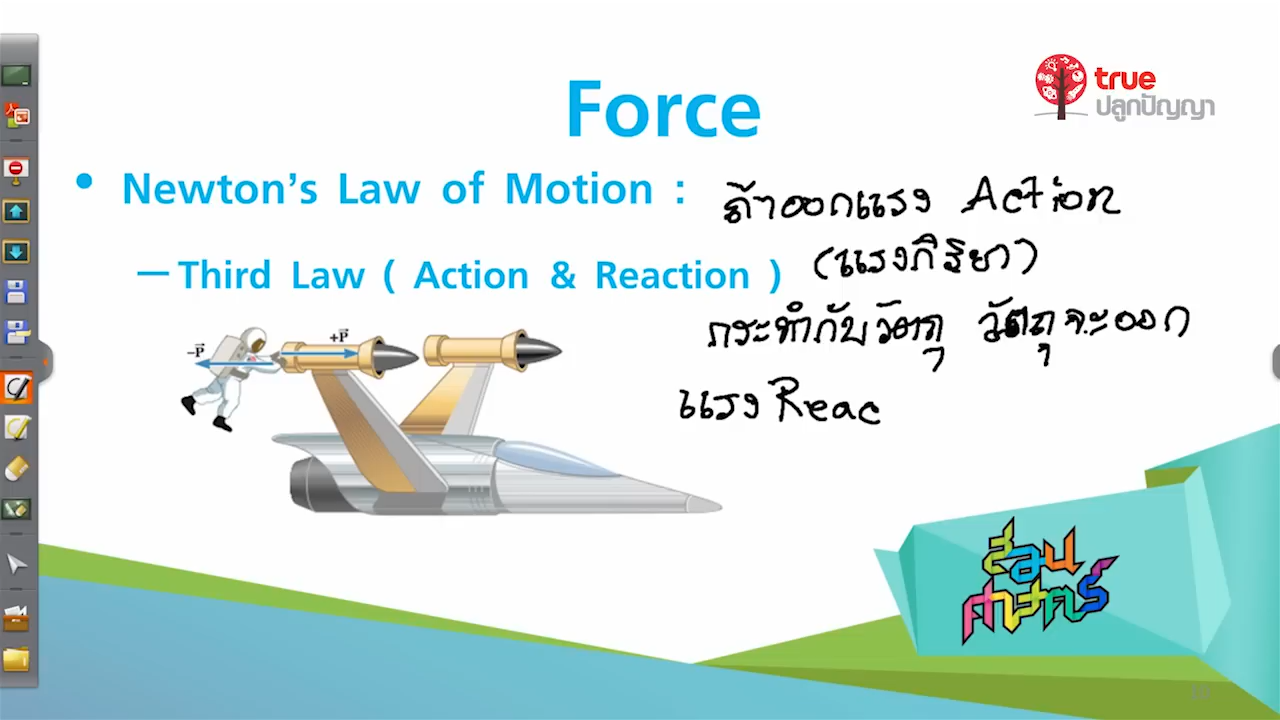 Force
true
ปลูกปัญญา
• Newton's Law of Motion :
ถ้าออกแรง Action
(แรงกิริยา)
— Third Law ( Action & Reaction )
กระทำกับวัตถุ วัตถุจะออก
แรง Reac
+P⃗
-P⃗
สอน
ศาสตร์